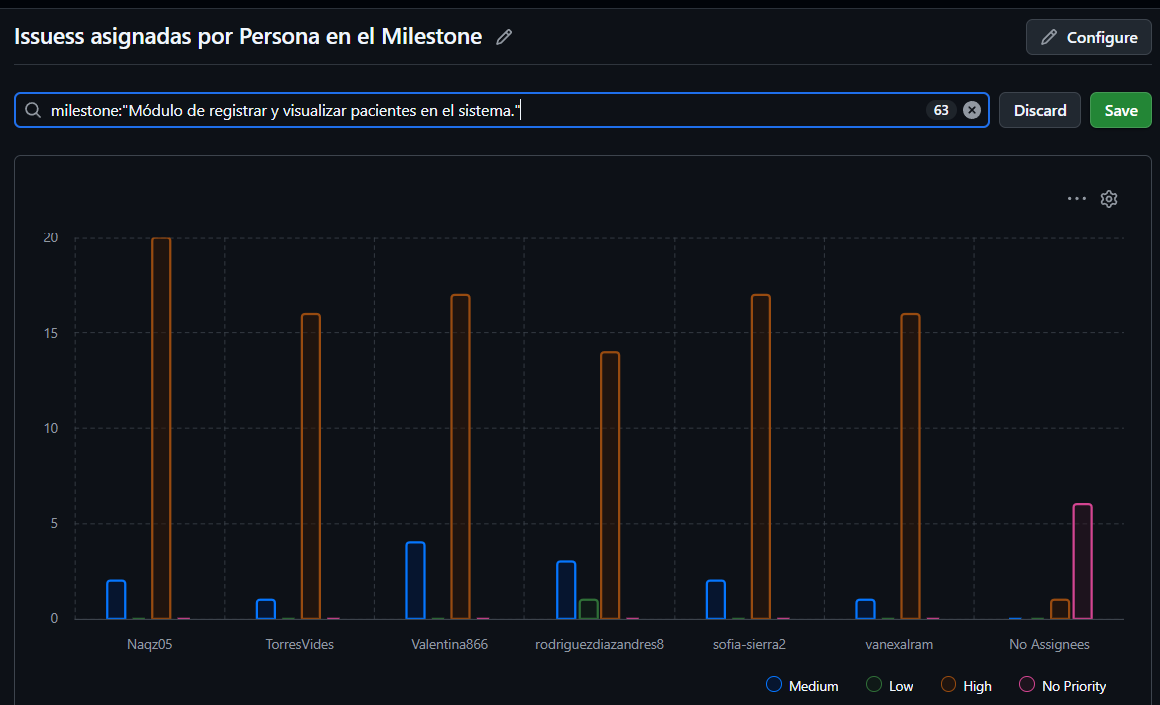 Issuess asignadas por Persona en el Milestone
Configure
milestone:"Módulo de registrar y visualizar pacientes en el sistema."
63
Discard
Save
20
15
10
5
0
Naqz05
TorresVides
Valentina866
rodriguezdiazandres8
sofia-sierra2
vanexalram
No Assignees
Medium
Low
High
No Priority